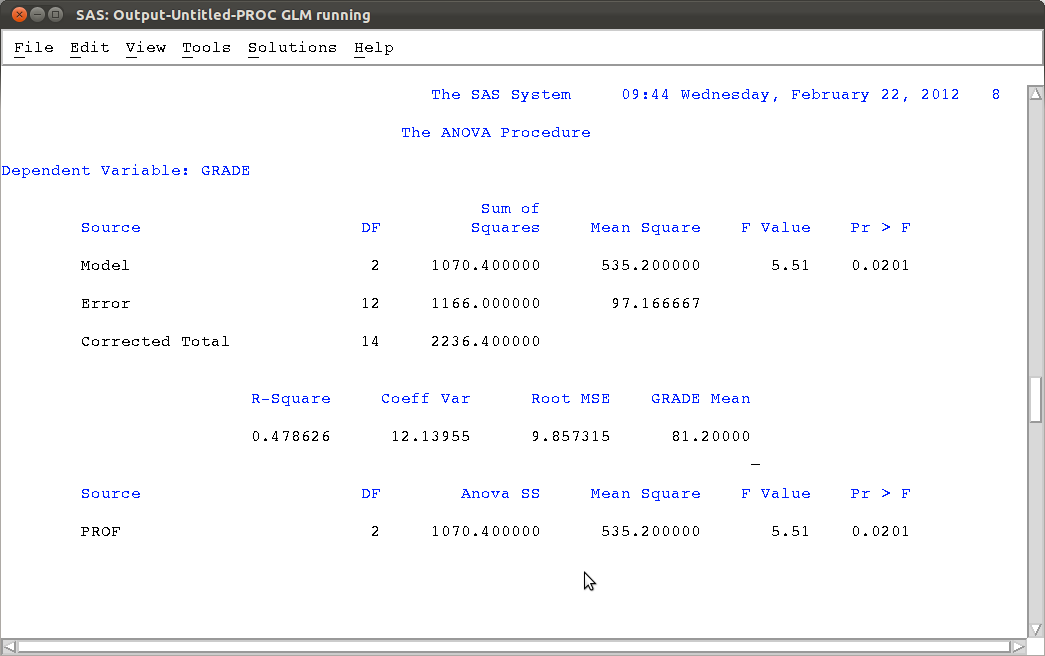 SAS: Output-Untitled-PROC GLM running
File Edit View Tools Solutions Help
The SAS System 09:44 Wednesday, February 22, 2012 8
The ANOVA Procedure
Dependent Variable: GRADE
Sum of
Source DF Squares Mean Square F Value Pr > F
Model 2 1070.400000 535.200000 5.51 0.0201
Error 12 1166.000000 97.166667
Corrected Total 14 2236.400000
R-Square Coeff Var Root MSE GRADE Mean
0.478626 12.13955 9.857315 81.20000
Source DF Anova SS Mean Square F Value Pr > F
PROF 2 1070.400000 535.200000 5.51 0.0201